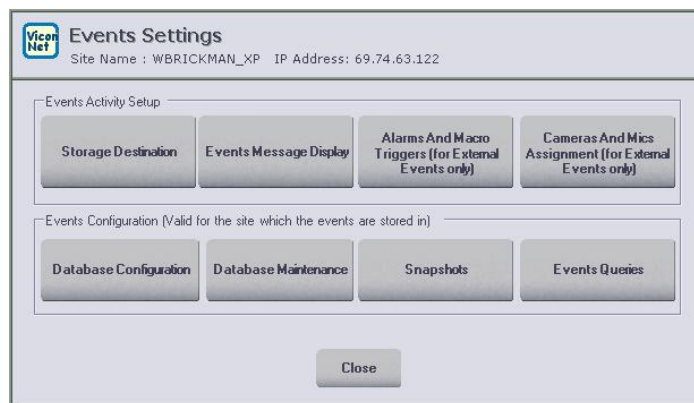 Vicon
Net
Events Settings
Site Name : WBRICKMAN_XP IP Address: 69.74.63.122
Events Activity Setup
Storage Destination
Events Message Display
Alarms And Macro
Triggers (for External
Events only)
Cameras And Mics
Assignment (for External
Events only)
Events Configuration (Valid for the site which the events are stored in)
Database Configuration
Database Maintenance
Snapshots
Events Queries
Close